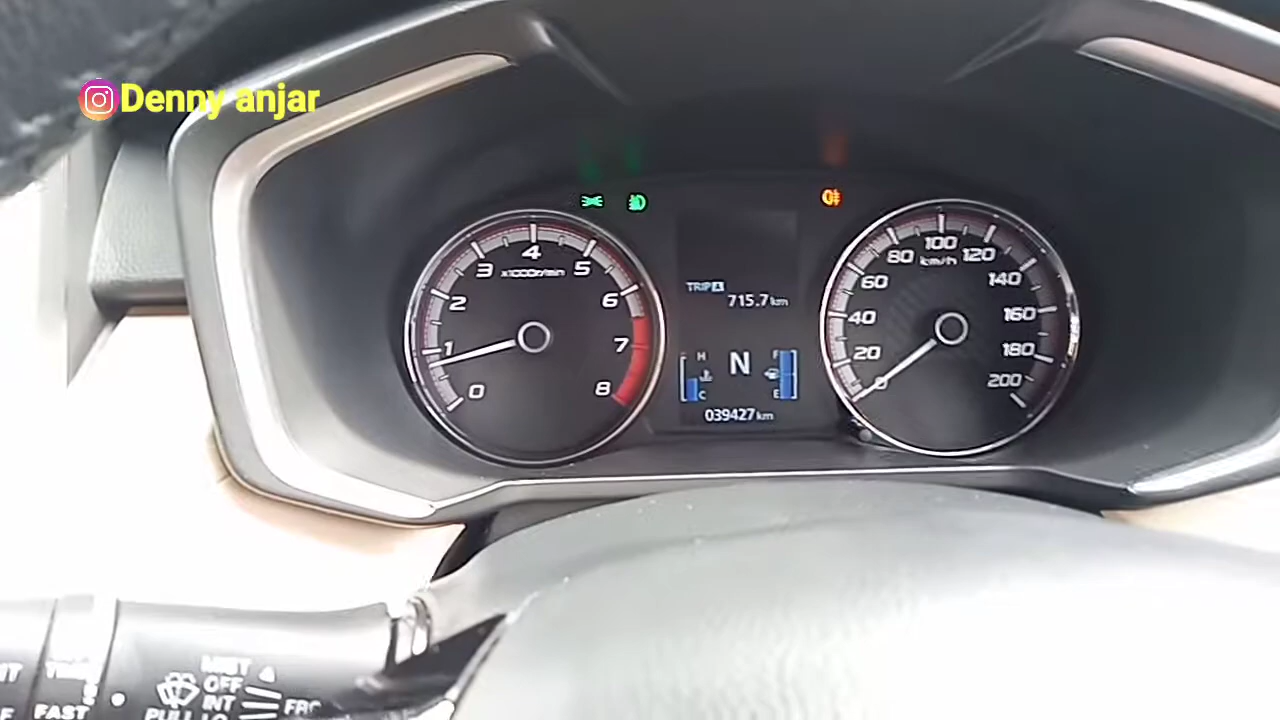 Denny anjar
0
1
2
3
4
5
6
7
8
x1000r/min
TRIP A
715.7 km
H
C
N
F
E
039427 km
0
20
40
60
80
100
120
140
160
180
200
km/h
MIST
OFF
INT
LO
PULL
FAST